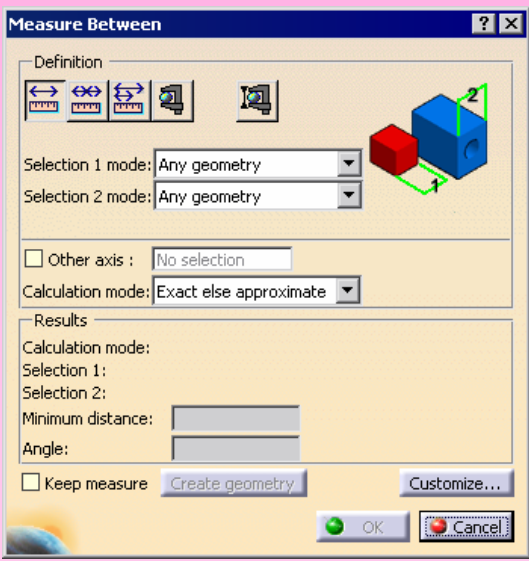 Measure Between
Definition
2
1
Selection 1 mode: Any geometry
Selection 2 mode: Any geometry
Other axis : No selection
Calculation mode: Exact else approximate
Results
Calculation mode:
Selection 1:
Selection 2:
Minimum distance:
Angle:
Keep measure Create geometry Customize...
OK Cancel